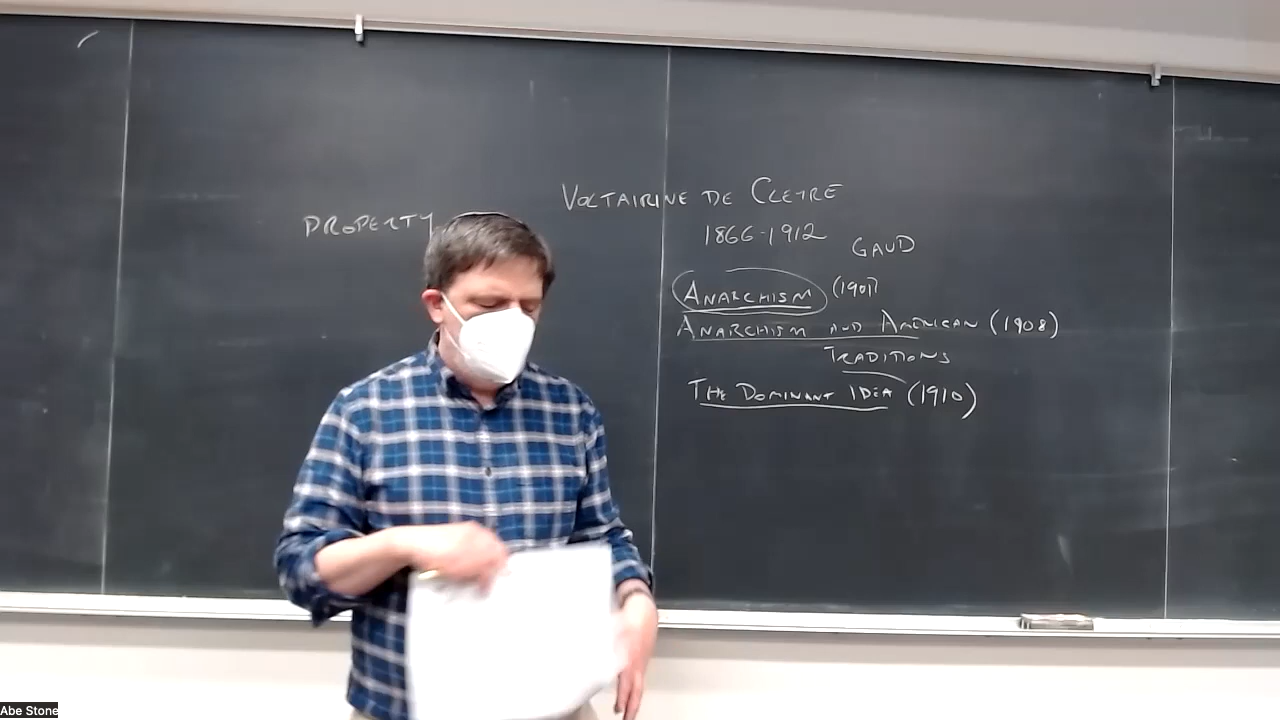 VOLTAIRINE DE CLEYRE
PROPERTY
1866-1912
GAUD
ANARCHISM (1901)
ANARCHISM AND AMERICAN (1908)
TRADITIONS
THE DOMINANT IDEA (1910)
Abe Stone